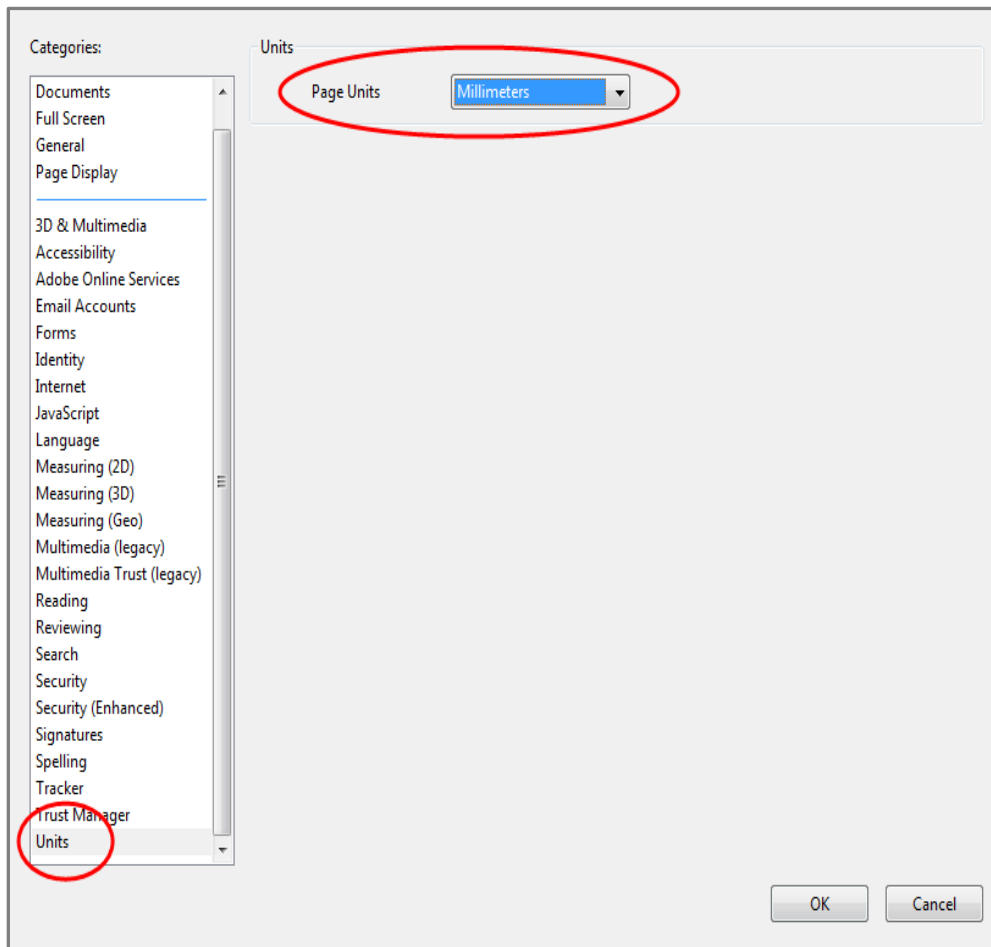 Categories:
Units
Page Units
Millimeters
Documents
Full Screen
General
Page Display
3D & Multimedia
Accessibility
Adobe Online Services
Email Accounts
Forms
Identity
Internet
JavaScript
Language
Measuring (2D)
Measuring (3D)
Measuring (Geo)
Multimedia (legacy)
Multimedia Trust (legacy)
Reading
Reviewing
Search
Security
Security (Enhanced)
Signatures
Spelling
Tracker
Trust Manager
Units
OK
Cancel